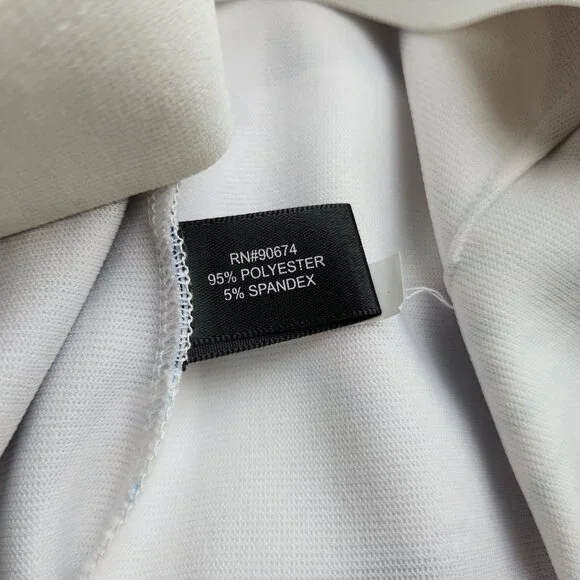 RN#90674
95% POLYESTER
5% SPANDEX